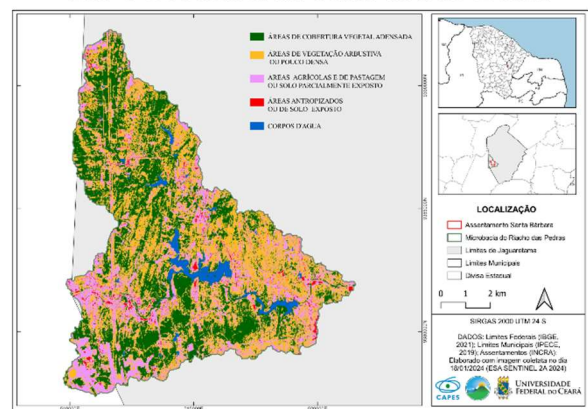 ÁREAS DE COBERTURA VEGETAL ADENSADA
ÁREAS DE VEGETAÇÃO ARBUSTIVA
OU POUCO DENSA
ÁREAS AGRÍCOLAS E DE PASTAGEM
OU SOLO PARCIALMENTE EXPOSTO
ÁREAS ANTROPIZADOS
OU DE SOLO EXPOSTO
CORPOS D'AGUA
LOCALIZAÇÃO
Assentamento Santa Bárbara
Microbacia do Riacho das Pedras
Limites de Jaguaretama
Limites Municipais
Divisa Estadual
0 1 2 km
SIRGAS 2000 UTM 24 S
DADOS: Limites Federais (IBGE,
2021); Limites Municipais (IPECE,
2019); Assentamentos (INCRA);
Elaborado com imagem coletata no dia
18/01/2024 (ESA SENTINEL 2A 2024)
CAPES
UNIVERSIDADE
FEDERAL DO CEARÁ